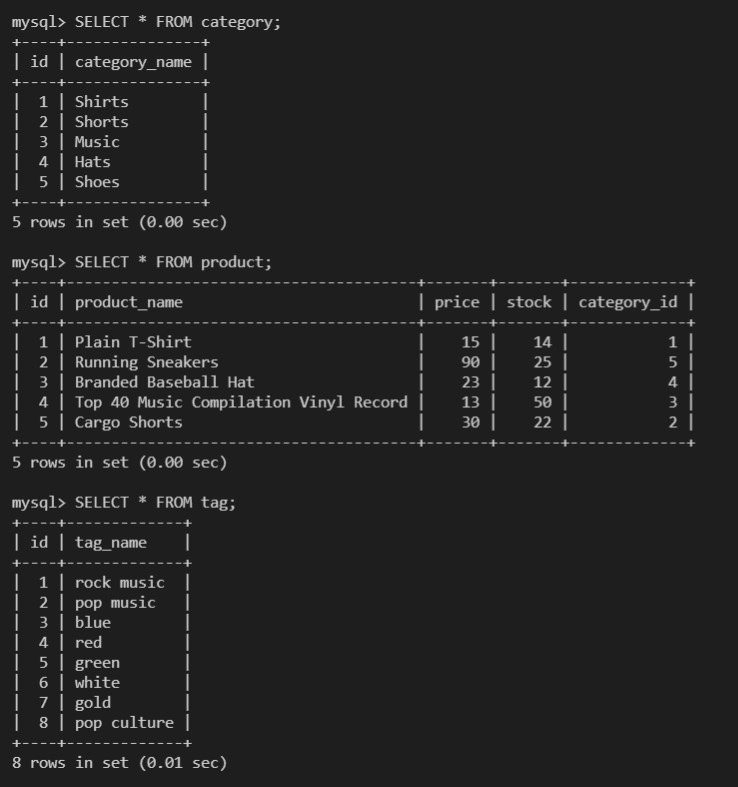 mysql> SELECT * FROM category;
+----+---------------+
| id | category_name |
+----+---------------+
|  1 | Shirts        |
|  2 | Shorts        |
|  3 | Music         |
|  4 | Hats          |
|  5 | Shoes         |
+----+---------------+
5 rows in set (0.00 sec)

mysql> SELECT * FROM product;
+----+---------------------------------------+-------+-------+-------------+
| id | product_name                          | price | stock | category_id |
+----+---------------------------------------+-------+-------+-------------+
|  1 | Plain T-Shirt                         |    15 |    14 |           1 |
|  2 | Running Sneakers                      |    90 |    25 |           5 |
|  3 | Branded Baseball Hat                  |    23 |    12 |           4 |
|  4 | Top 40 Music Compilation Vinyl Record |    13 |    50 |           3 |
|  5 | Cargo Shorts                          |    30 |    22 |           2 |
+----+---------------------------------------+-------+-------+-------------+
5 rows in set (0.00 sec)

mysql> SELECT * FROM tag;
+----+-------------+
| id | tag_name    |
+----+-------------+
|  1 | rock music  |
|  2 | pop music   |
|  3 | blue        |
|  4 | red         |
|  5 | green       |
|  6 | white       |
|  7 | gold        |
|  8 | pop culture |
+----+-------------+
8 rows in set (0.01 sec)